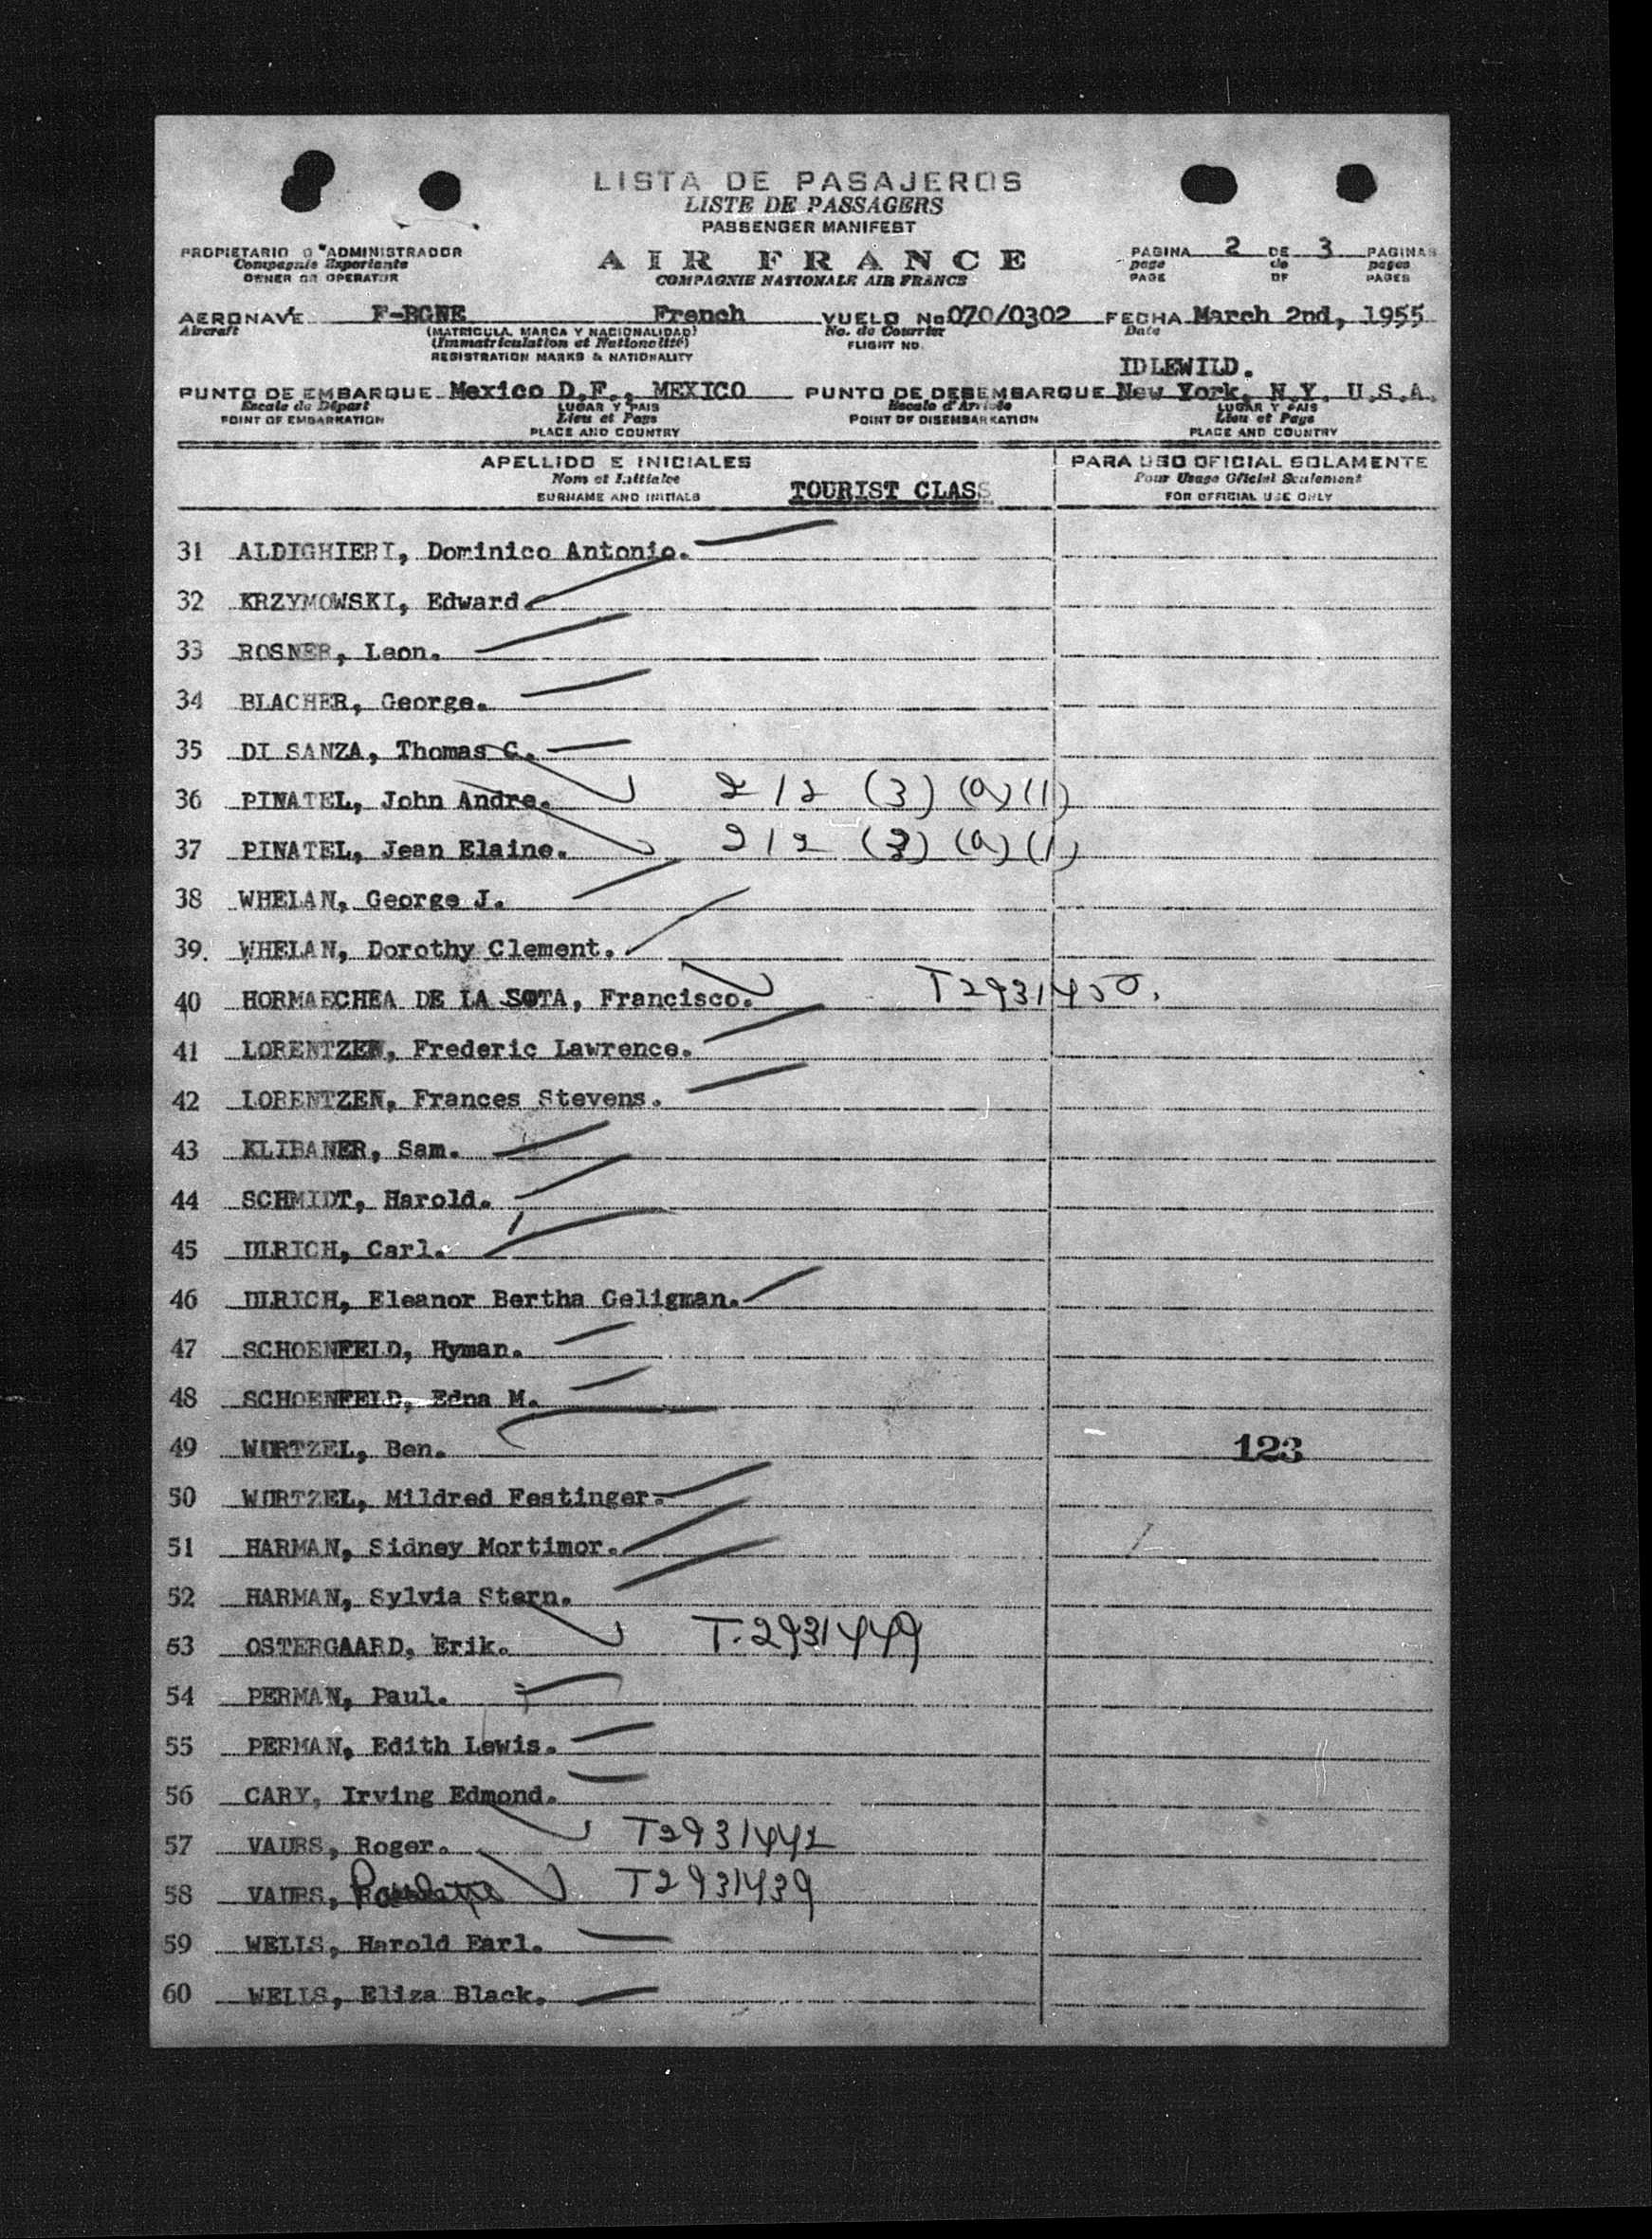 LISTA DE PASAJEROS
LISTE DE PASSAGERS
PASSENGER MANIFEST
PROPIETARIO O ADMINISTRADOR
Compagnie Exportante
OWNER OR OPERATOR
AIR FRANCE
COMPAGNIE NATIONALE AIR FRANCE
PAGINA 2 DE 3 PAGINAS
page de pages
PAGE OF PAGES
AERONAVE F-BGNE French VUELO No 070/0302 FECHA March 2nd, 1955
Aircraft (MATRICULA, MARCA Y NACIONALIDAD) No. de Courrier Date
(Immatriculation et Nationalité) FLIGHT NO.
REGISTRATION MARKS & NATIONALITY
IDLEWILD.
PUNTO DE EMBARQUE Mexico D.F., MEXICO PUNTO DE DESEMBARQUE New York, N.Y. U.S.A.
Escale du Départ LUGAR Y PAIS Escale d'Arrivée LUGAR Y PAIS
POINT OF EMBARKATION Lieu et Pays POINT OF DISEMBARKATION Lieu et Pays
PLACE AND COUNTRY PLACE AND COUNTRY
APELLIDO E INICIALES PARA USO OFICIAL SOLAMENTE
Nom et Initiales Pour Usage Oficial Seulement
SURNAME AND INITIALS TOURIST CLASS FOR OFFICIAL USE ONLY
31 ALDIGHIERI, Dominico Antonio.
32 KRZYMOWSKI, Edward
33 ROSNER, Leon.
34 BLACHER, George.
35 DI SANZA, Thomas C.
36 PINATEL, John Andre. 212 (3) (a) (1)
37 PINATEL, Jean Elaine. 212 (3) (a) (1)
38 WHELAN, George J.
39. WHELAN, Dorothy Clement.
40 HORMAECHEA DE LA SOTA, Francisco. T2931450.
41 LORENTZEN, Frederic Lawrence.
42 LORENTZEN, Frances Stevens.
43 KLIBANER, Sam.
44 SCHMIDT, Harold.
45 ULRICH, Carl.
46 ULRICH, Eleanor Bertha Geligman.
47 SCHOENFELD, Hyman.
48 SCHOENFELD, Edna M.
49 WURTZEL, Ben. 123
50 WURTZEL, Mildred Festinger.
51 HARMAN, Sidney Mortimor.
52 HARMAN, Sylvia Stern.
53 OSTERGAARD, Erik. T.2931449
54 PERMAN, Paul.
55 PERMAN, Edith Lewis.
56 CARY, Irving Edmond.
57 VAURS, Roger. T2931442
58 VAURS, T2931439
59 WELLS, Harold Earl.
60 WELLS, Eliza Black.